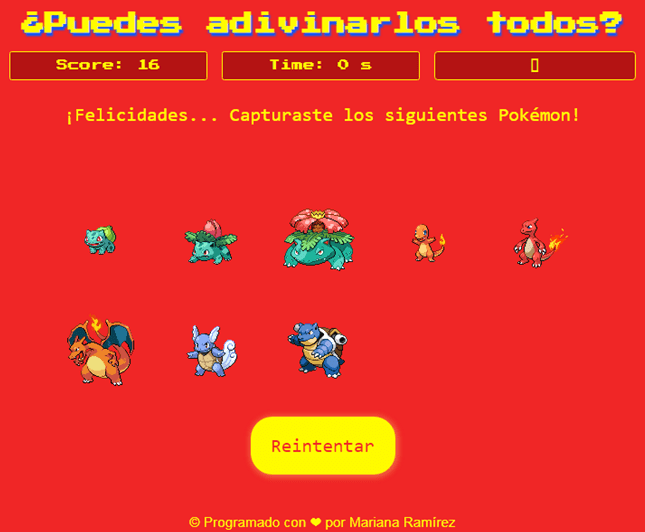 ¿Puedes adivinarlos todos?
Score: 16
Time: 0 s
¡Felicidades... Capturaste los siguientes Pokémon!
Reintentar
© Programado con ❤ por Mariana Ramírez